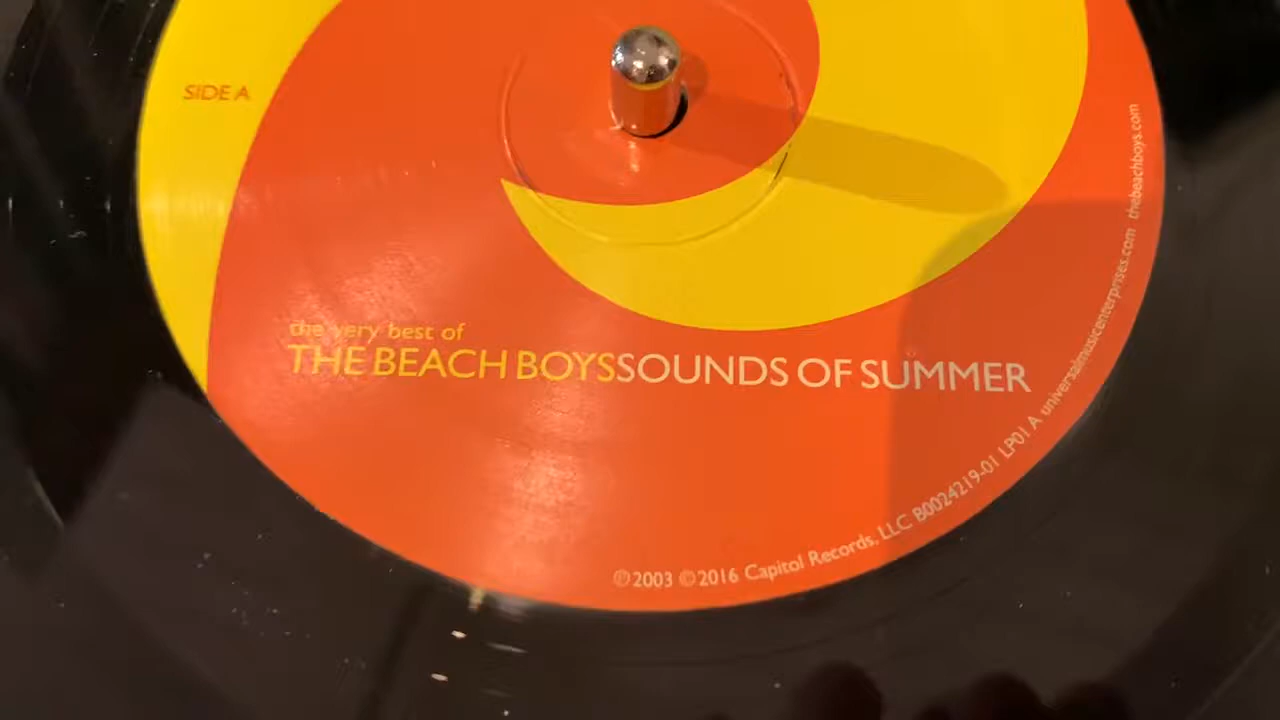 SIDE A
the very best of
THE BEACH BOYSSOUNDS OF SUMMER
℗2003 ©2016 Capitol Records, LLC B0024219-01 LP01 A universalmusicenterprises.com thebeachboys.com